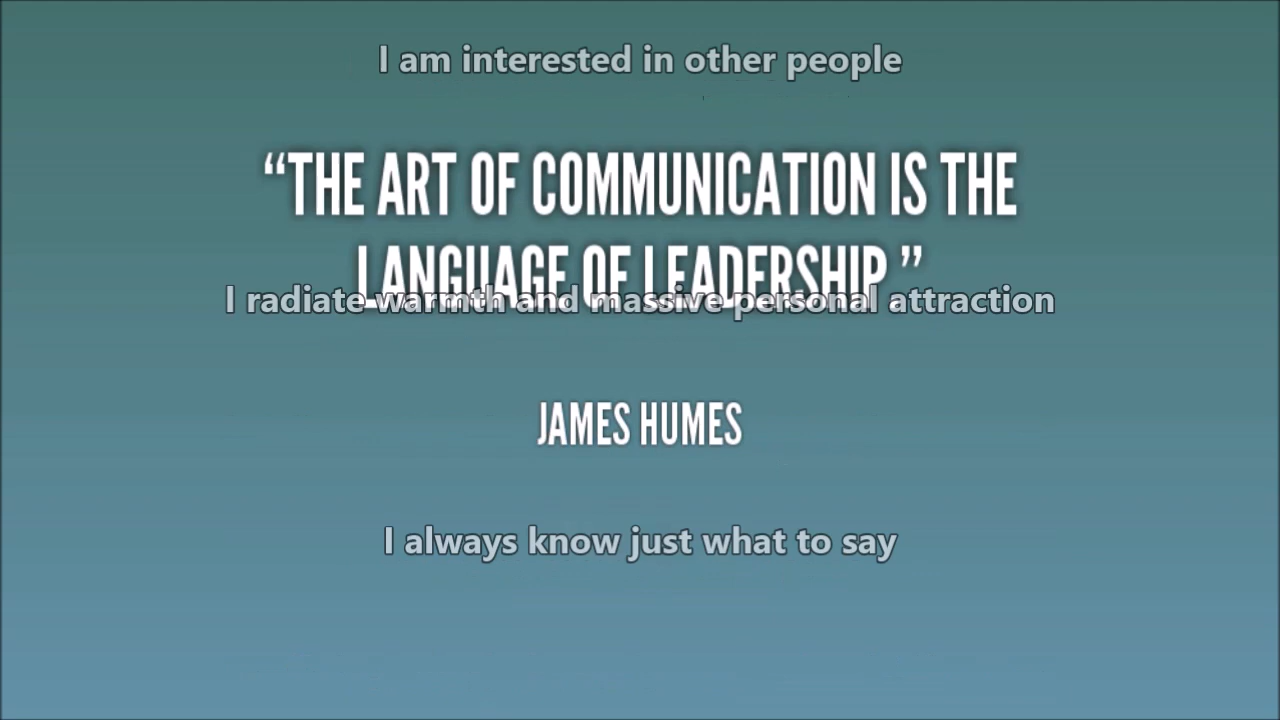 I am interested in other people
“THE ART OF COMMUNICATION IS THE
LANGUAGE OF LEADERSHIP.”
I radiate warmth and massive personal attraction
JAMES HUMES
I always know just what to say